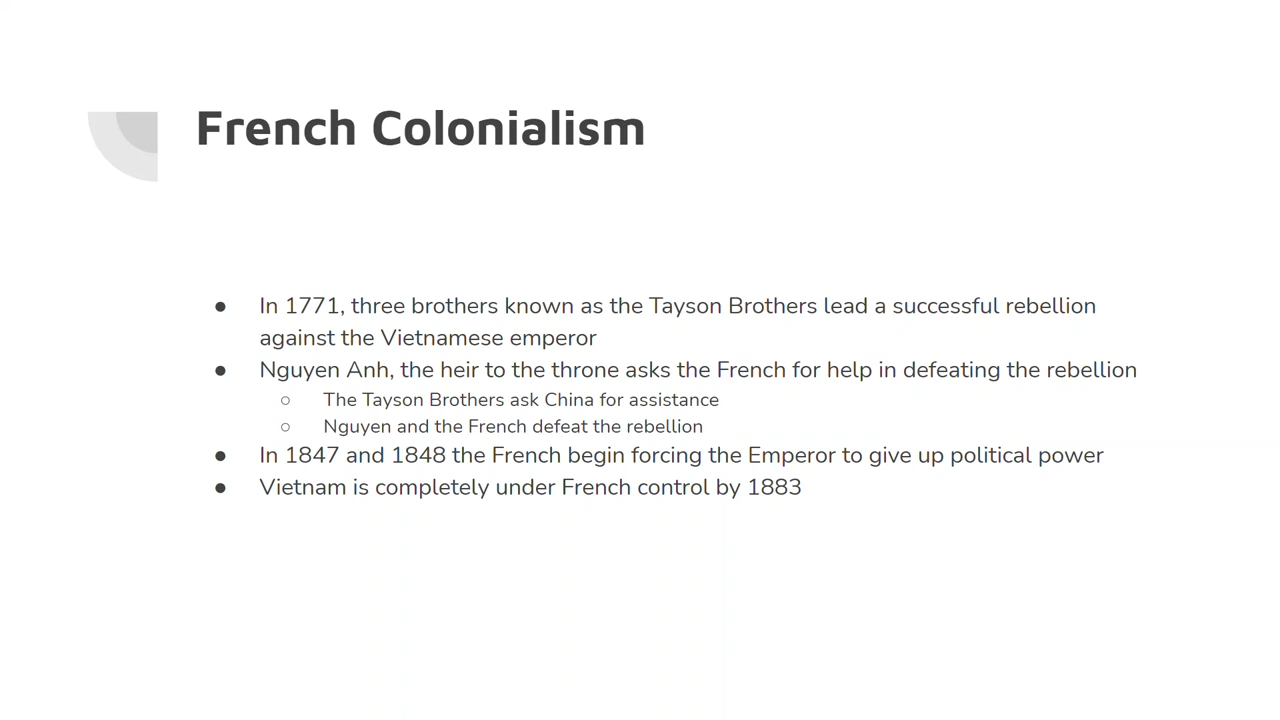 French Colonialism
● In 1771, three brothers known as the Tayson Brothers lead a successful rebellion
against the Vietnamese emperor
● Nguyen Anh, the heir to the throne asks the French for help in defeating the rebellion
○ The Tayson Brothers ask China for assistance
○ Nguyen and the French defeat the rebellion
● In 1847 and 1848 the French begin forcing the Emperor to give up political power
● Vietnam is completely under French control by 1883